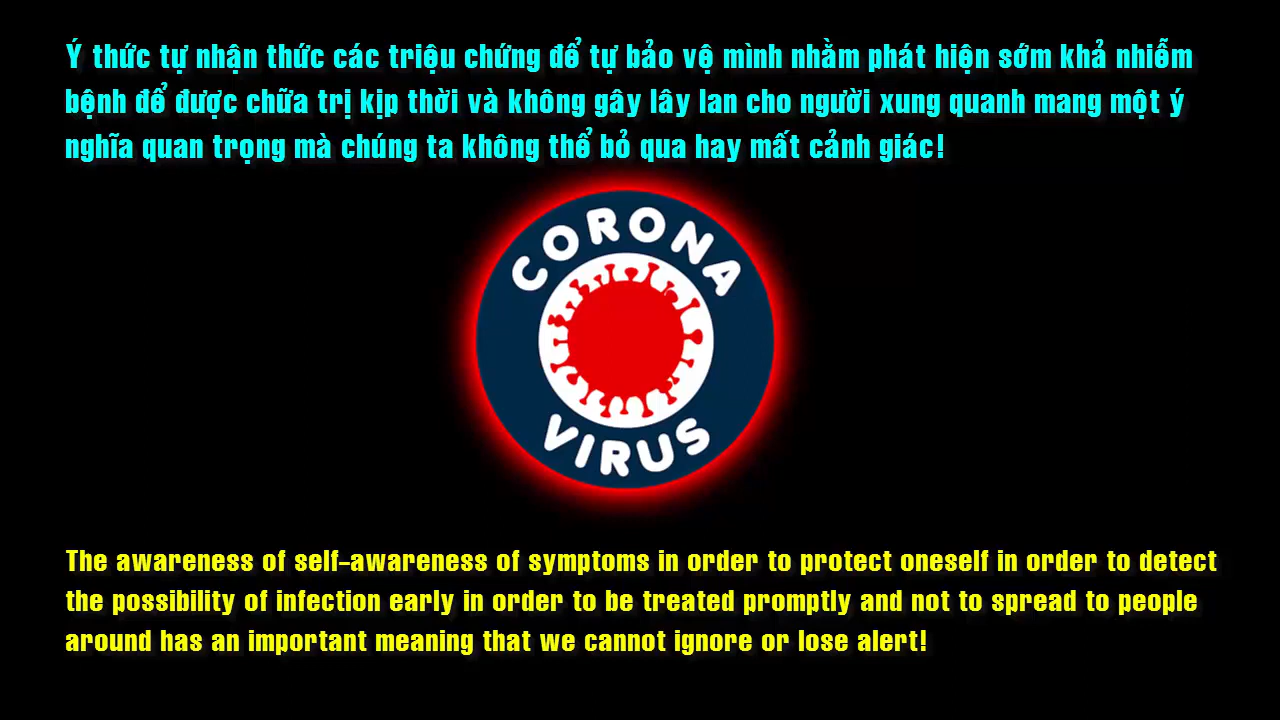 Ý thức tự nhận thức các triệu chứng để tự bảo vệ mình nhằm phát hiện sớm khả nhiễm
bệnh để được chữa trị kịp thời và không gây lây lan cho người xung quanh mang một ý
nghĩa quan trọng mà chúng ta không thể bỏ qua hay mất cảnh giác!
CORONA
VIRUS
The awareness of self-awareness of symptoms in order to protect oneself in order to detect
the possibility of infection early in order to be treated promptly and not to spread to people
around has an important meaning that we cannot ignore or lose alert!